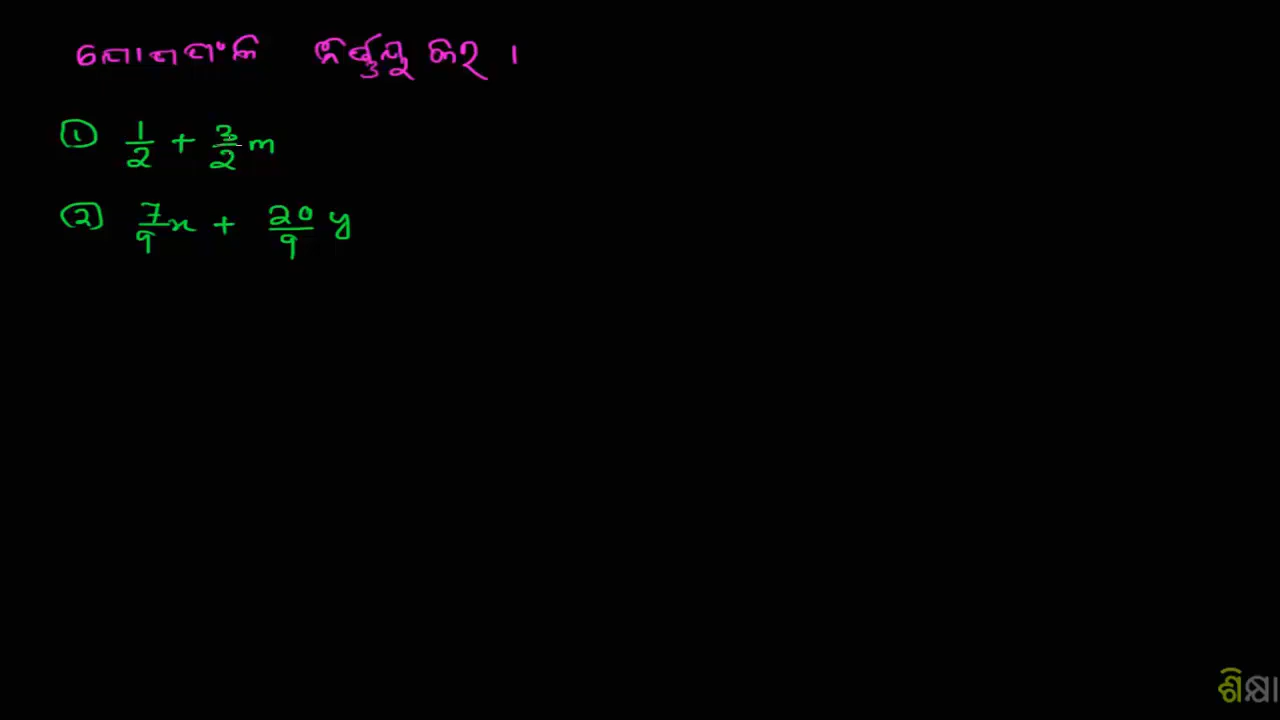 ଯୋଗଫଳ ନିର୍ଣ୍ଣୟ କର ।
① 1/2 + 3/2 m
② 7/9 x + 20/9 y
ଶିକ୍ଷା